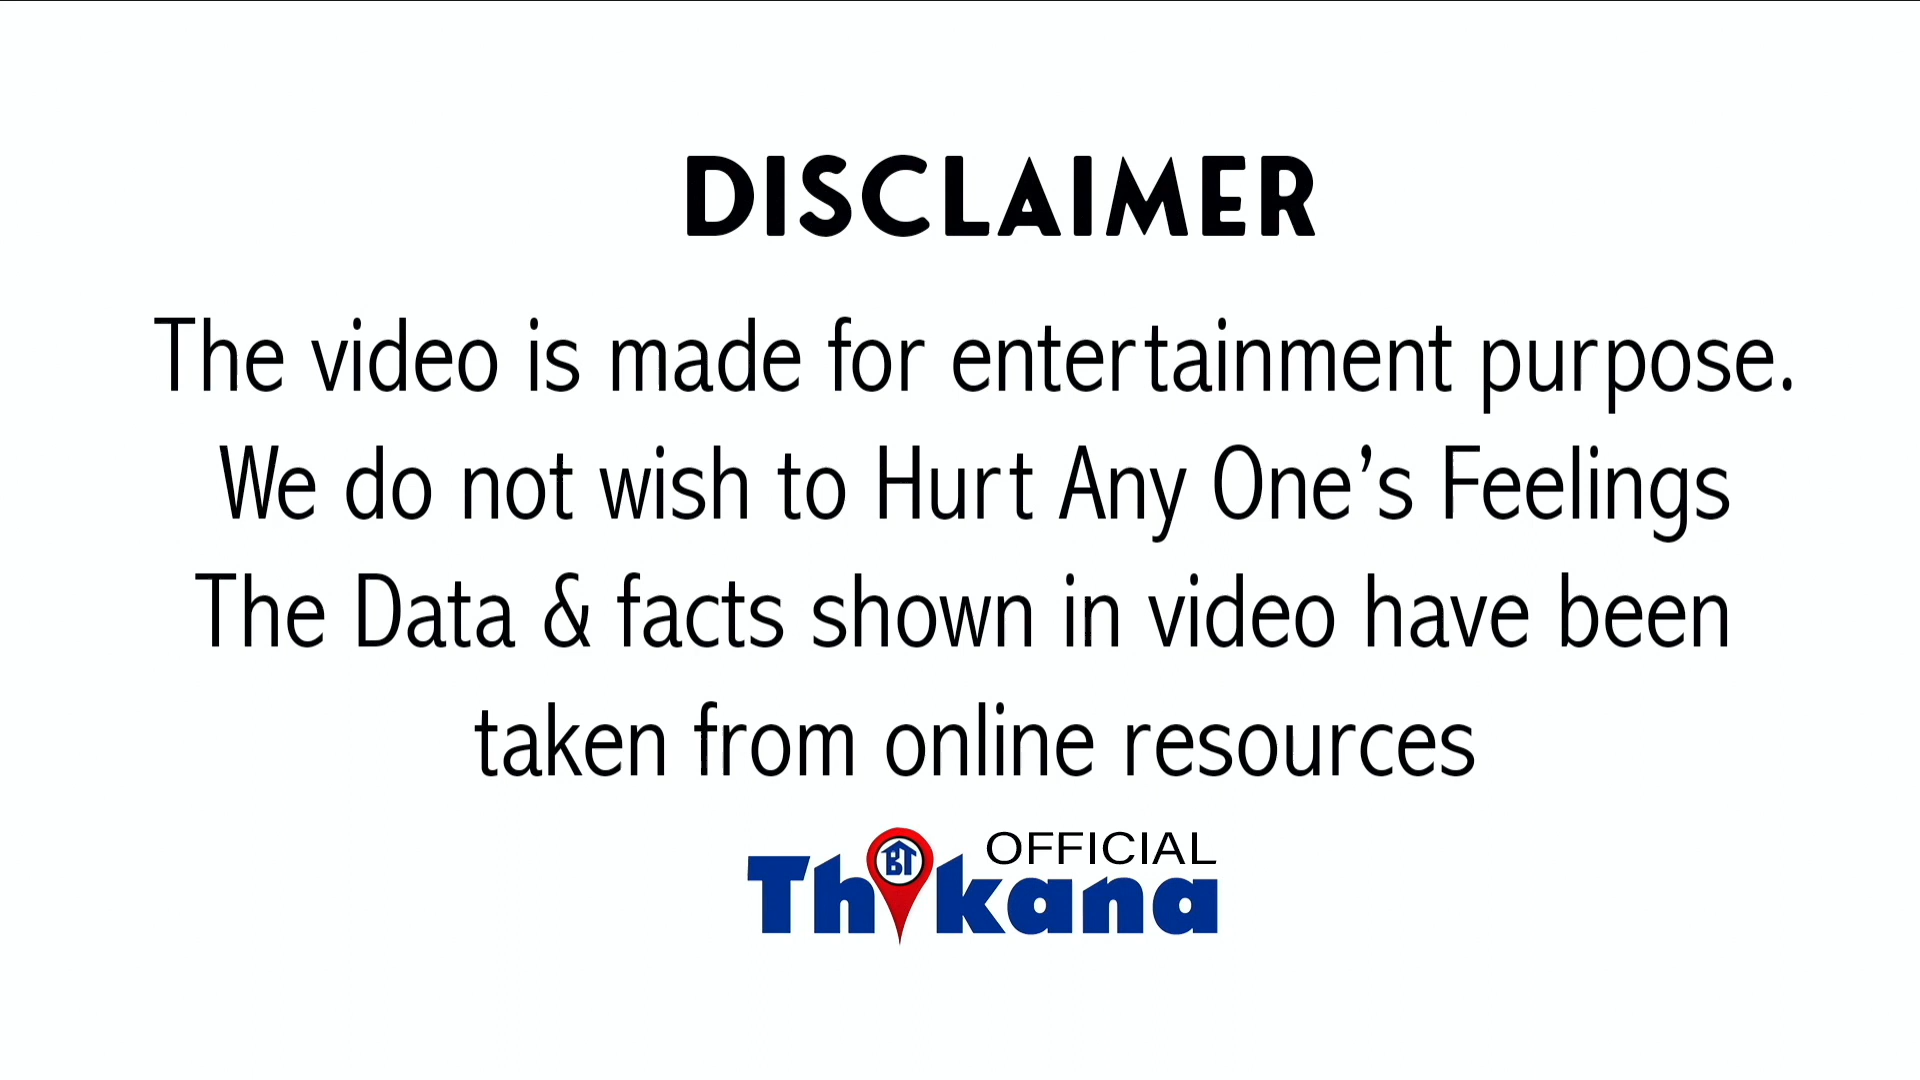 DISCLAIMER
The video is made for entertainment purpose.
We do not wish to Hurt Any One’s Feelings
The Data & facts shown in video have been
taken from online resources
OFFICIAL
BT
Thikana